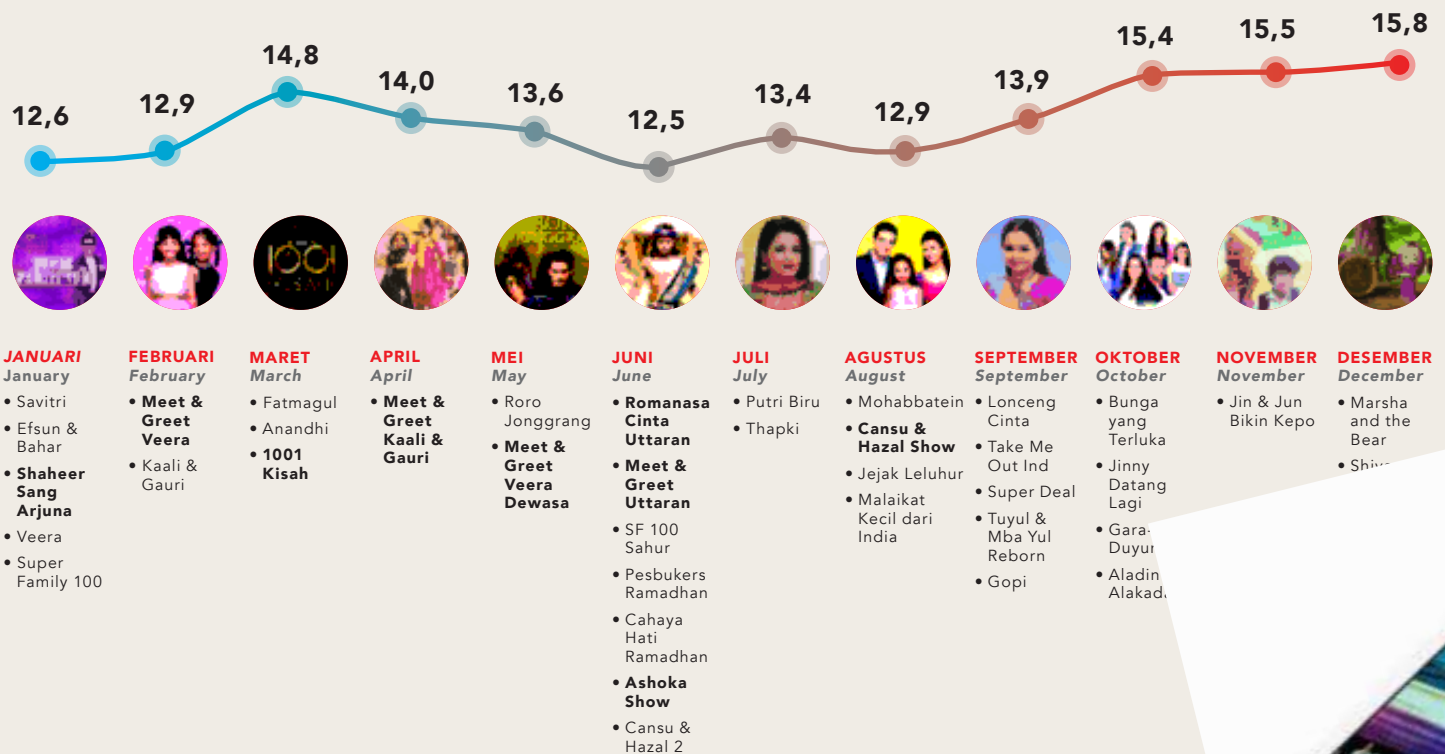 12,6
12,9
14,8
14,0
13,6
12,5
13,4
12,9
13,9
15,4
15,5
15,8
JANUARI
January
• Savitri
• Efsun &
Bahar
• Shaheer
Sang
Arjuna
• Veera
• Super
Family 100
FEBRUARI
February
• Meet &
Greet
Veera
• Kaali &
Gauri
MARET
March
• Fatmagul
• Anandhi
• 1001
Kisah
APRIL
April
• Meet &
Greet
Kaali &
Gauri
MEI
May
• Roro
Jonggrang
• Meet &
Greet
Veera
Dewasa
JUNI
June
• Romanasa
Cinta
Uttaran
• Meet &
Greet
Uttaran
• SF 100
Sahur
• Pesbukers
Ramadhan
• Cahaya
Hati
Ramadhan
• Ashoka
Show
• Cansu &
Hazal 2
JULI
July
• Putri Biru
• Thapki
AGUSTUS
August
• Mohabbatein
• Cansu &
Hazal Show
• Jejak Leluhur
• Malaikat
Kecil dari
India
SEPTEMBER
September
• Lonceng
Cinta
• Take Me
Out Ind
• Super Deal
• Tuyul &
Mba Yul
Reborn
• Gopi
OKTOBER
October
• Bunga
yang
Terluka
• Jinny
Datang
Lagi
• Gara-
Duyu
• Aladin
Alakad
NOVEMBER
November
• Jin & Jun
Bikin Kepo
DESEMBER
December
• Marsha
and the
Bear